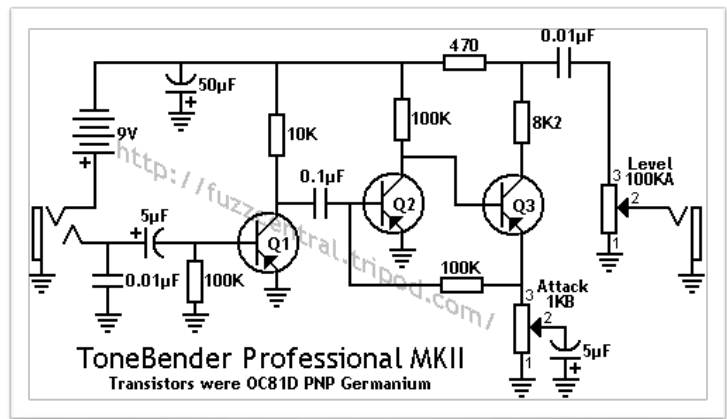 470
0.01µF
50µF
+
9V
+
10K
100K
8K2
http://fuzzcentral.tripod.com/
0.1µF
Level
100KA
3
2
1
Q2
Q3
5µF
+
Q1
0.01µF
100K
100K
Attack
1KB
3
2
1
5µF
+
ToneBender Professional MKII
Transistors were OC81D PNP Germanium